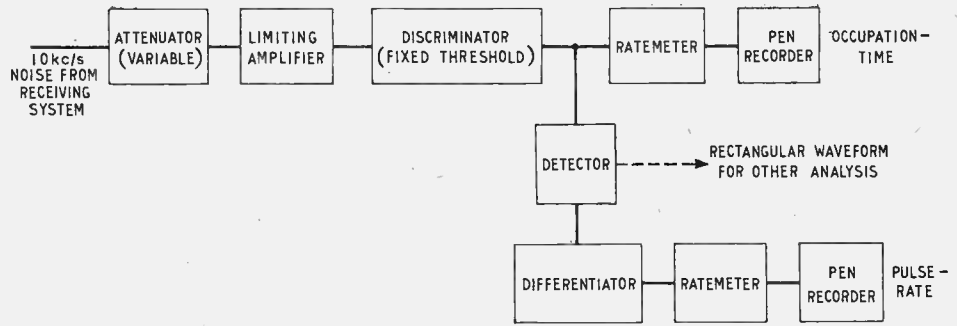 10kc/s
NOISE FROM
RECEIVING
SYSTEM
ATTENUATOR
(VARIABLE)
LIMITING
AMPLIFIER
DISCRIMINATOR
(FIXED THRESHOLD)
RATEMETER
PEN
RECORDER
OCCUPATION-
TIME
DETECTOR
RECTANGULAR WAVEFORM
FOR OTHER ANALYSIS
DIFFERENTIATOR
RATEMETER
PEN
RECORDER
PULSE-
RATE